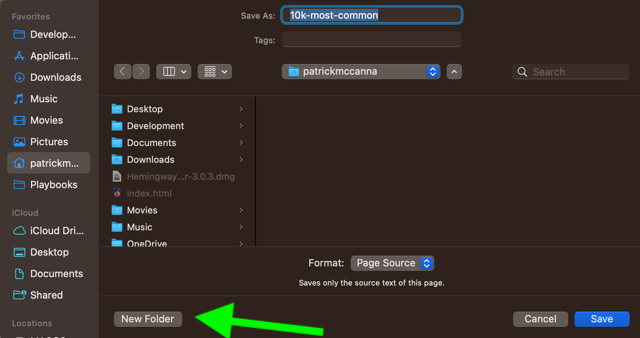 Favorites
Develop...
Applicati...
Downloads
Music
Movies
Pictures
patrickm...
Playbooks
iCloud
iCloud Dri...
Desktop
Documents
Shared
Locations
Save As: 10k-most-common
Tags:
patrickmccanna
Search
Desktop
Development
Documents
Downloads
Hemingway...r-3.0.3.dmg
index.html
Movies
Music
OneDrive
Format: Page Source
Saves only the source text of this page.
New Folder
Cancel
Save